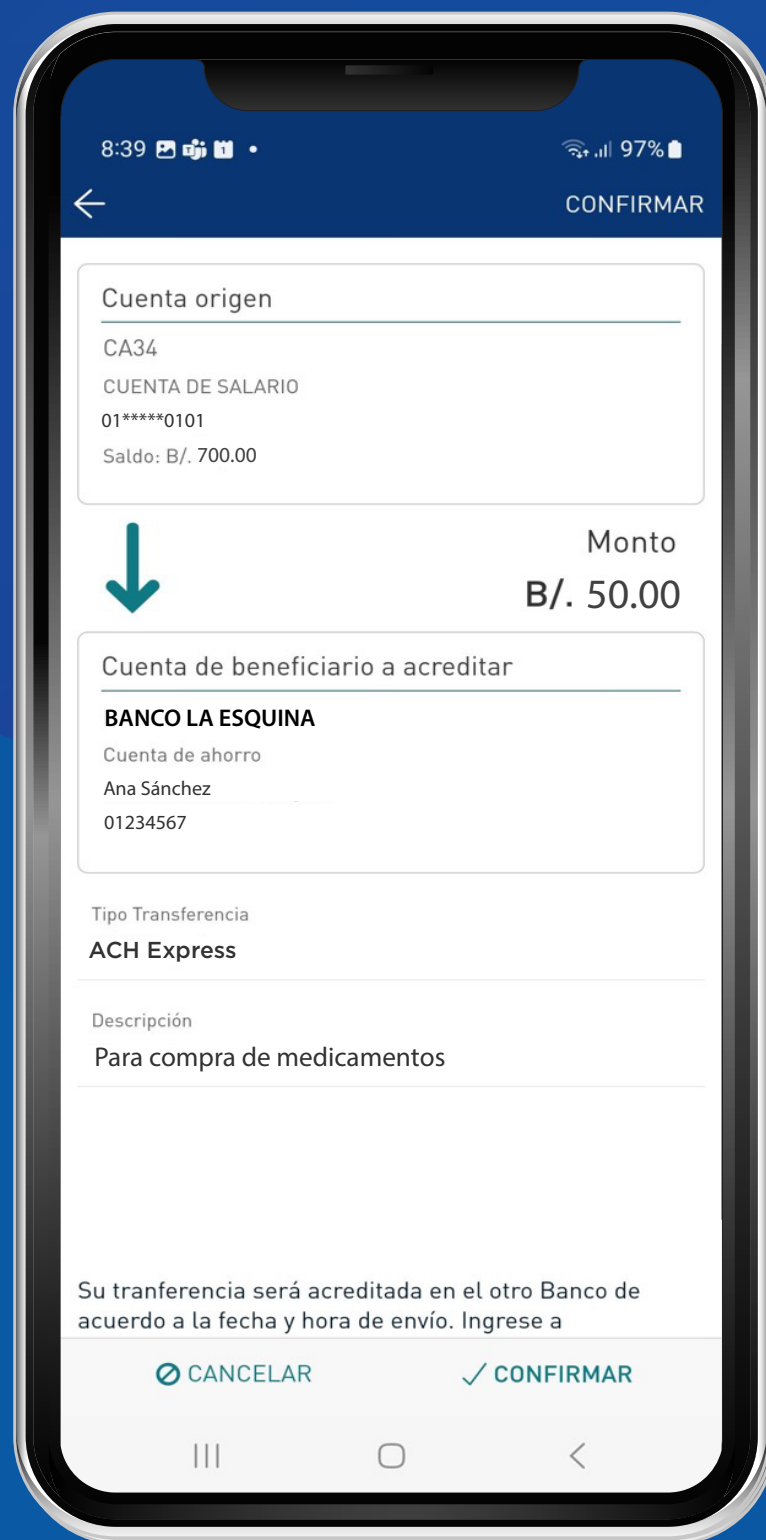 8:39 97%
CONFIRMAR
Cuenta origen
CA34
CUENTA DE SALARIO
01*****0101
Saldo: B/. 700.00
Monto
B/. 50.00
Cuenta de beneficiario a acreditar
BANCO LA ESQUINA
Cuenta de ahorro
Ana Sánchez
01234567
Tipo Transferencia
ACH Express
Descripción
Para compra de medicamentos
Su tranferencia será acreditada en el otro Banco de
acuerdo a la fecha y hora de envío. Ingrese a
CANCELAR CONFIRMAR